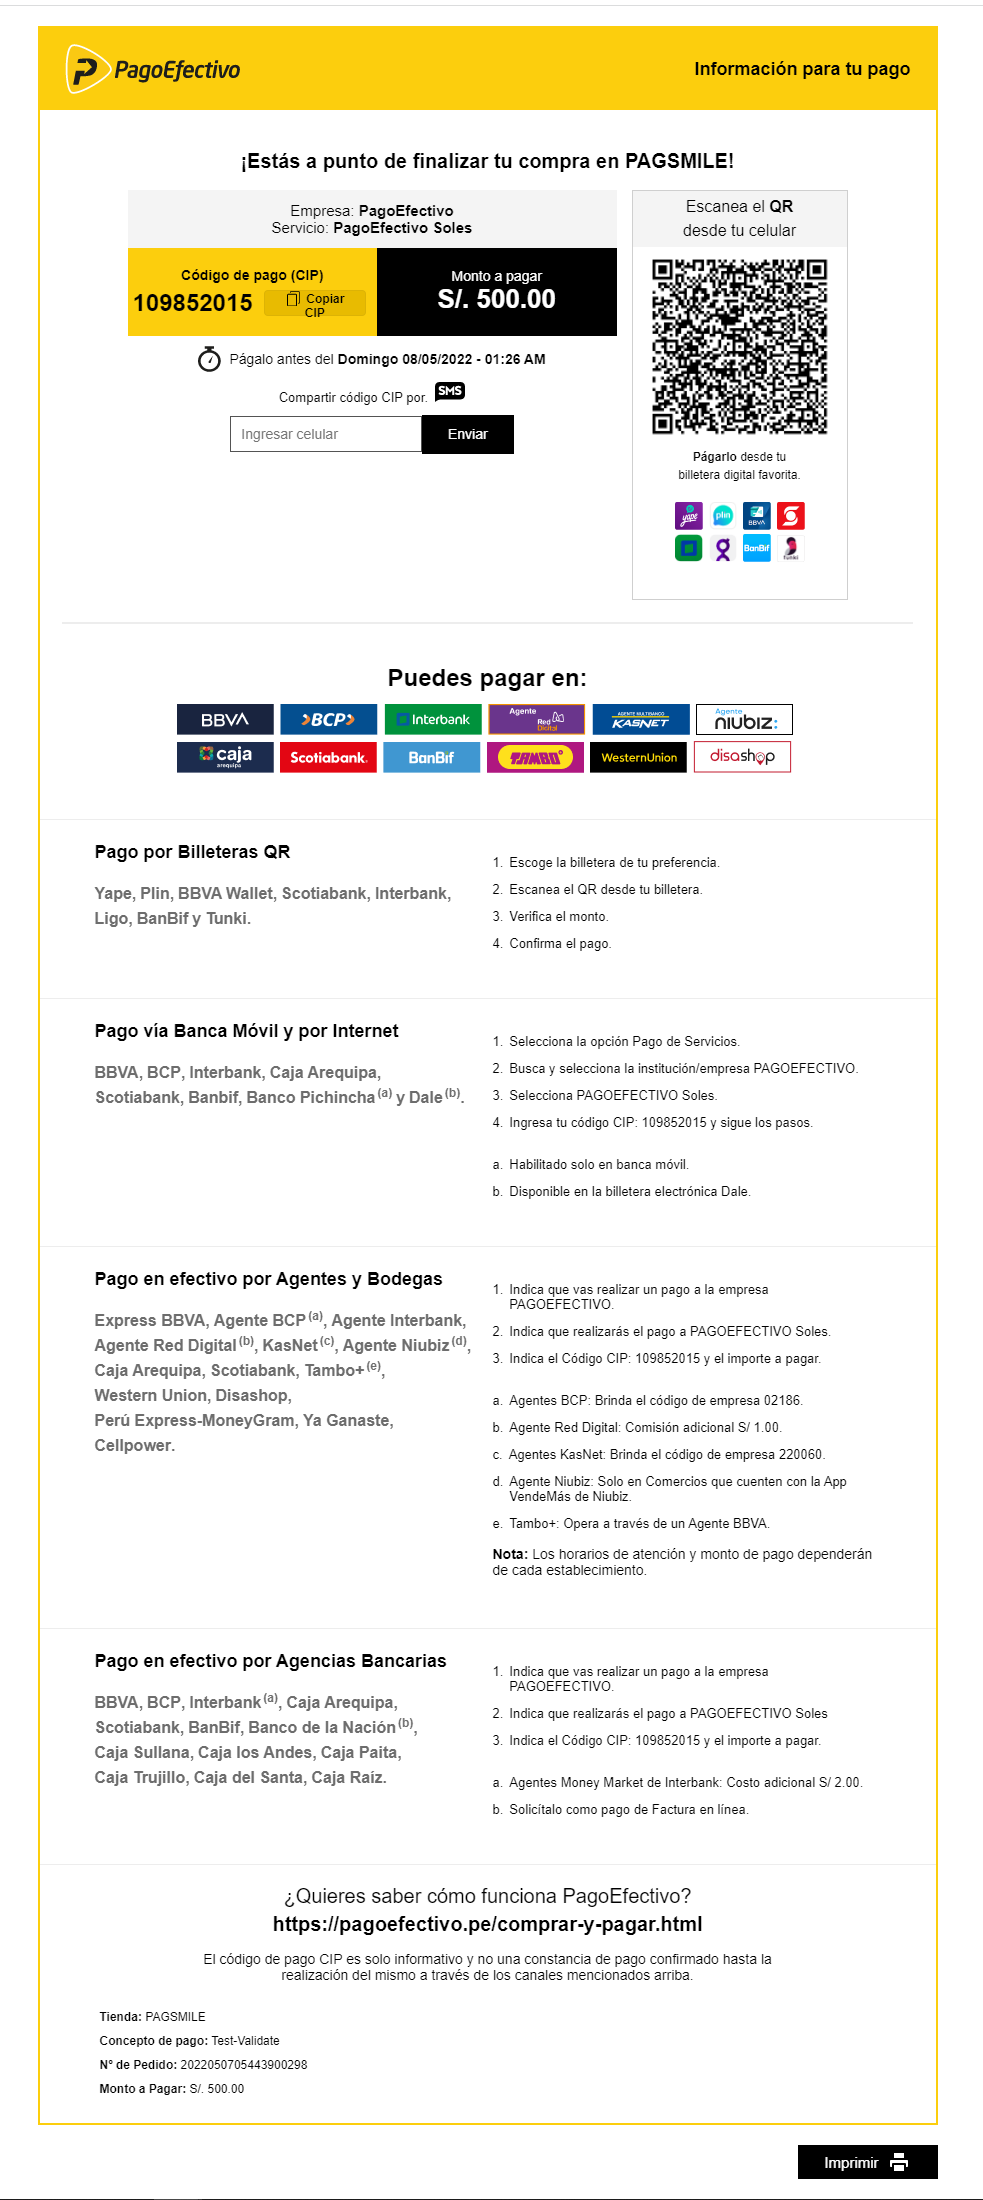 PagoEfectivo
Información para tu pago
¡Estás a punto de finalizar tu compra en PAGSMILE!
Empresa: PagoEfectivo
Servicio: PagoEfectivo Soles
Código de pago (CIP)
109852015
Copiar
CIP
Monto a pagar
S/. 500.00
Págalo antes del Domingo 08/05/2022 - 01:26 AM
Compartir código CIP por. SMS
Ingresar celular
Enviar
Escanea el QR
desde tu celular
Págarlo desde tu
billetera digital favorita.
yape plin BBVA
BanBif tunki
Puedes pagar en:
BBVA BCP Interbank Agente Red Digital AGENTE MULTIBANCO KASNET Agente niubiz:
caja arequipa Scotiabank. BanBif TAMBO+ WesternUnion disashop
Pago por Billeteras QR
Yape, Plin, BBVA Wallet, Scotiabank, Interbank,
Ligo, BanBif y Tunki.
1. Escoge la billetera de tu preferencia.
2. Escanea el QR desde tu billetera.
3. Verifica el monto.
4. Confirma el pago.
Pago vía Banca Móvil y por Internet
BBVA, BCP, Interbank, Caja Arequipa,
Scotiabank, Banbif, Banco Pichincha (a) y Dale (b).
1. Selecciona la opción Pago de Servicios.
2. Busca y selecciona la institución/empresa PAGOEFECTIVO.
3. Selecciona PAGOEFECTIVO Soles.
4. Ingresa tu código CIP: 109852015 y sigue los pasos.
a. Habilitado solo en banca móvil.
b. Disponible en la billetera electrónica Dale.
Pago en efectivo por Agentes y Bodegas
Express BBVA, Agente BCP (a), Agente Interbank,
Agente Red Digital (b), KasNet (c), Agente Niubiz (d),
Caja Arequipa, Scotiabank, Tambo+ (e),
Western Union, Disashop,
Perú Express-MoneyGram, Ya Ganaste,
Cellpower.
1. Indica que vas realizar un pago a la empresa
PAGOEFECTIVO.
2. Indica que realizarás el pago a PAGOEFECTIVO Soles.
3. Indica el Código CIP: 109852015 y el importe a pagar.
a. Agentes BCP: Brinda el código de empresa 02186.
b. Agente Red Digital: Comisión adicional S/ 1.00.
c. Agentes KasNet: Brinda el código de empresa 220060.
d. Agente Niubiz: Solo en Comercios que cuenten con la App
VendeMás de Niubiz.
e. Tambo+: Opera a través de un Agente BBVA.
Nota: Los horarios de atención y monto de pago dependerán
de cada establecimiento.
Pago en efectivo por Agencias Bancarias
BBVA, BCP, Interbank (a), Caja Arequipa,
Scotiabank, BanBif, Banco de la Nación (b),
Caja Sullana, Caja los Andes, Caja Paita,
Caja Trujillo, Caja del Santa, Caja Raíz.
1. Indica que vas realizar un pago a la empresa
PAGOEFECTIVO.
2. Indica que realizarás el pago a PAGOEFECTIVO Soles
3. Indica el Código CIP: 109852015 y el importe a pagar.
a. Agentes Money Market de Interbank: Costo adicional S/ 2.00.
b. Solicítalo como pago de Factura en línea.
¿Quieres saber cómo funciona PagoEfectivo?
https://pagoefectivo.pe/comprar-y-pagar.html
El código de pago CIP es solo informativo y no una constancia de pago confirmado hasta la
realización del mismo a través de los canales mencionados arriba.
Tienda: PAGSMILE
Concepto de pago: Test-Validate
N° de Pedido: 2022050705443900298
Monto a Pagar: S/. 500.00
Imprimir